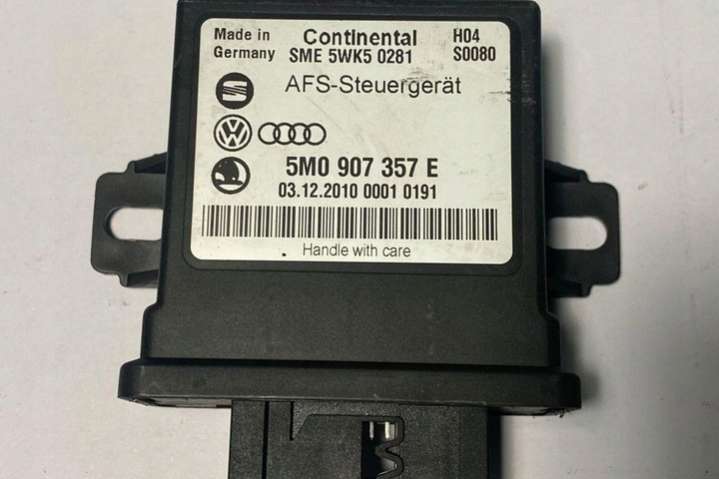 Made in Germany
Continental
SME 5WK5 0281
H04
S0080
AFS-Steuergerät
5M0 907 357 E
03.12.2010 0001 0191
Handle with care